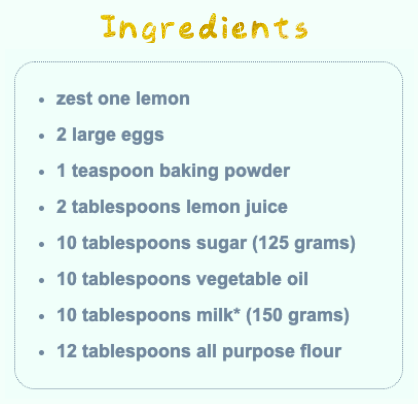 Ingredients
• zest one lemon
• 2 large eggs
• 1 teaspoon baking powder
• 2 tablespoons lemon juice
• 10 tablespoons sugar (125 grams)
• 10 tablespoons vegetable oil
• 10 tablespoons milk* (150 grams)
• 12 tablespoons all purpose flour